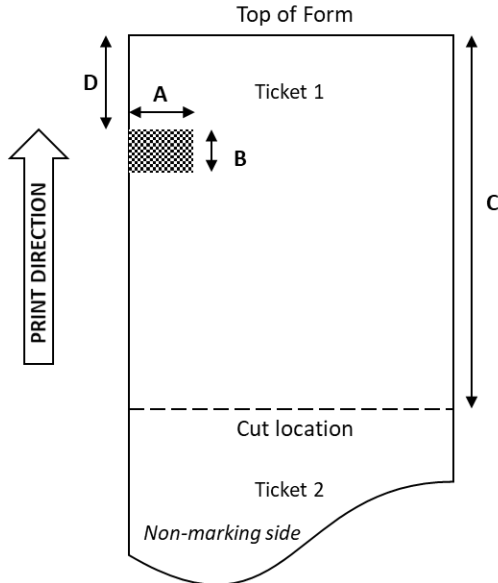 Top of Form
D
A
Ticket 1
B
C
PRINT DIRECTION
Cut location
Ticket 2
Non-marking side